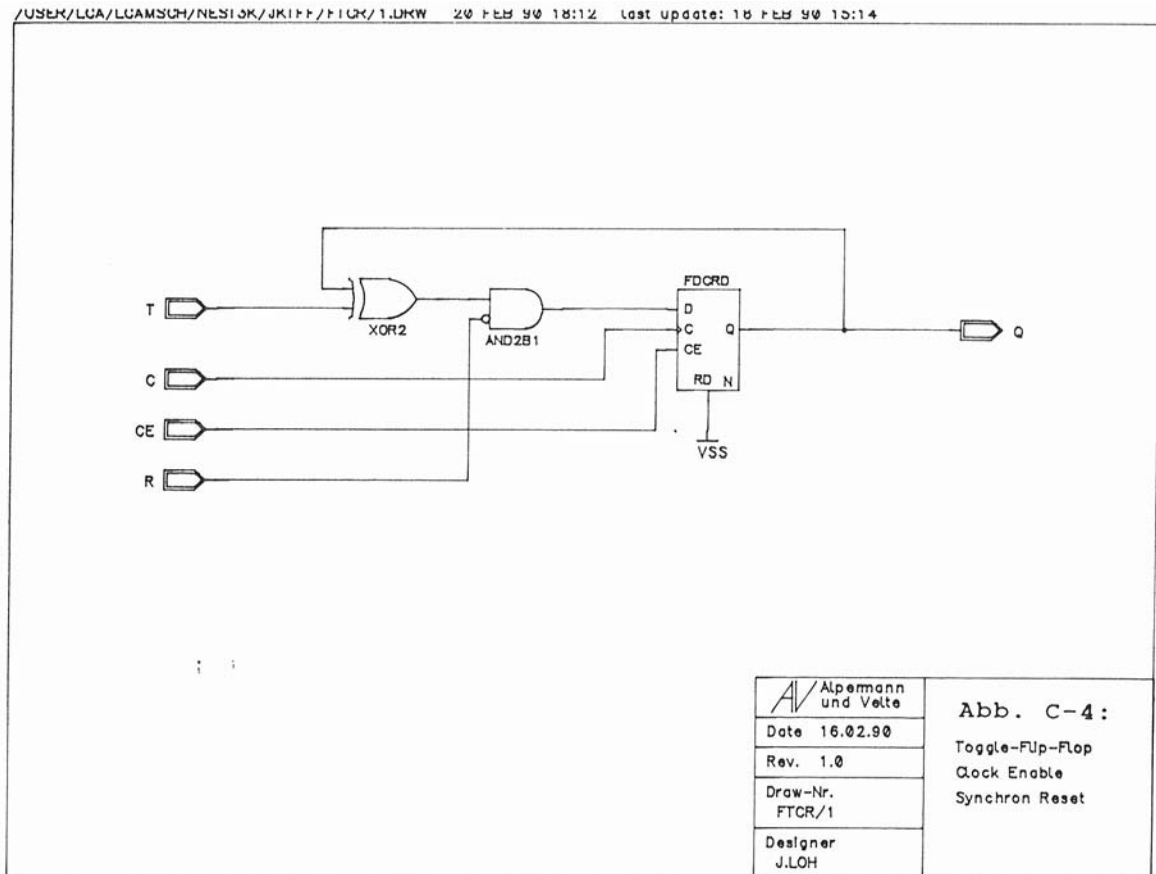 /USER/LCA/LCAMSCH/NES13K/JKTFF/FTCR/1.DRW 20 FEB 90 18:12 last update: 16 FEB 90 15:14
FDCRD
T
XOR2
AND2B1
D
C
Q
CE
RD N
Q
C
CE
VSS
R
AV Alpermann
und Velte
Date 16.02.90
Rev. 1.0
Draw-Nr.
FTCR/1
Designer
J.LOH
Abb. C-4:
Toggle-Flip-Flop
Clock Enable
Synchron Reset